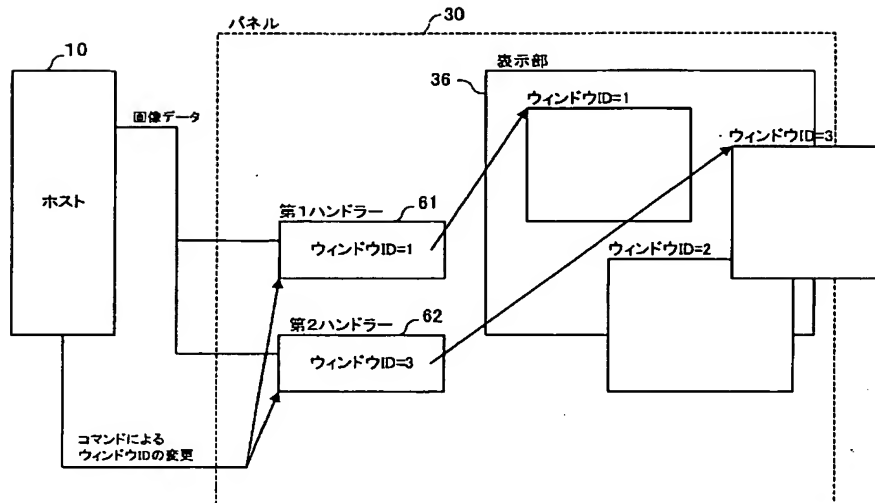 パネル
30
10
表示部
36
ウィンドウID=1
画像データ
ウィンドウID=3
ホスト
第1ハンドラー
61
ウィンドウID=1
ウィンドウID=2
第2ハンドラー
62
ウィンドウID=3
コマンドによる
ウィンドウIDの変更